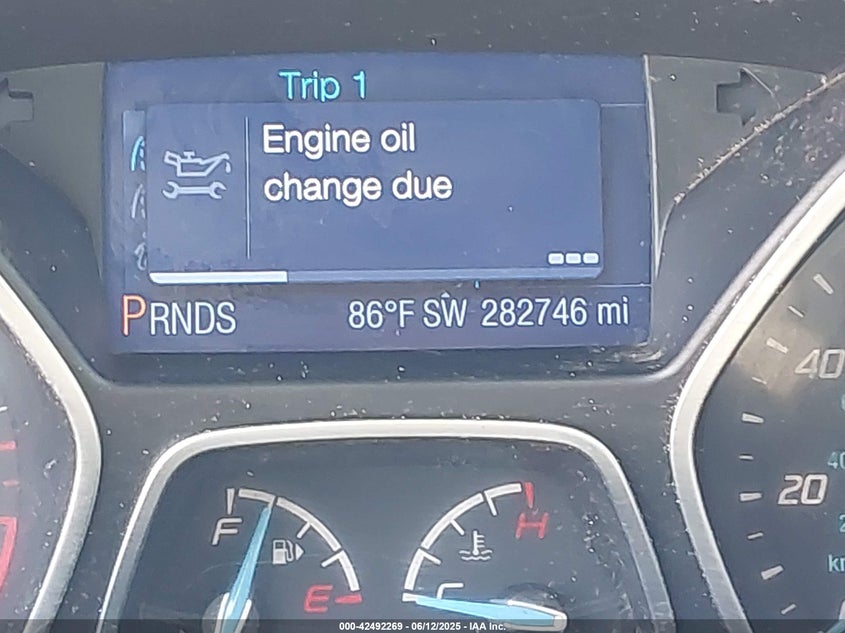 Trip 1
Engine oil
change due
PRNDS 86°F SW 282746 mi
40
20
F
H
E
C
000-42492269 - 06/12/2025 - IAA Inc.